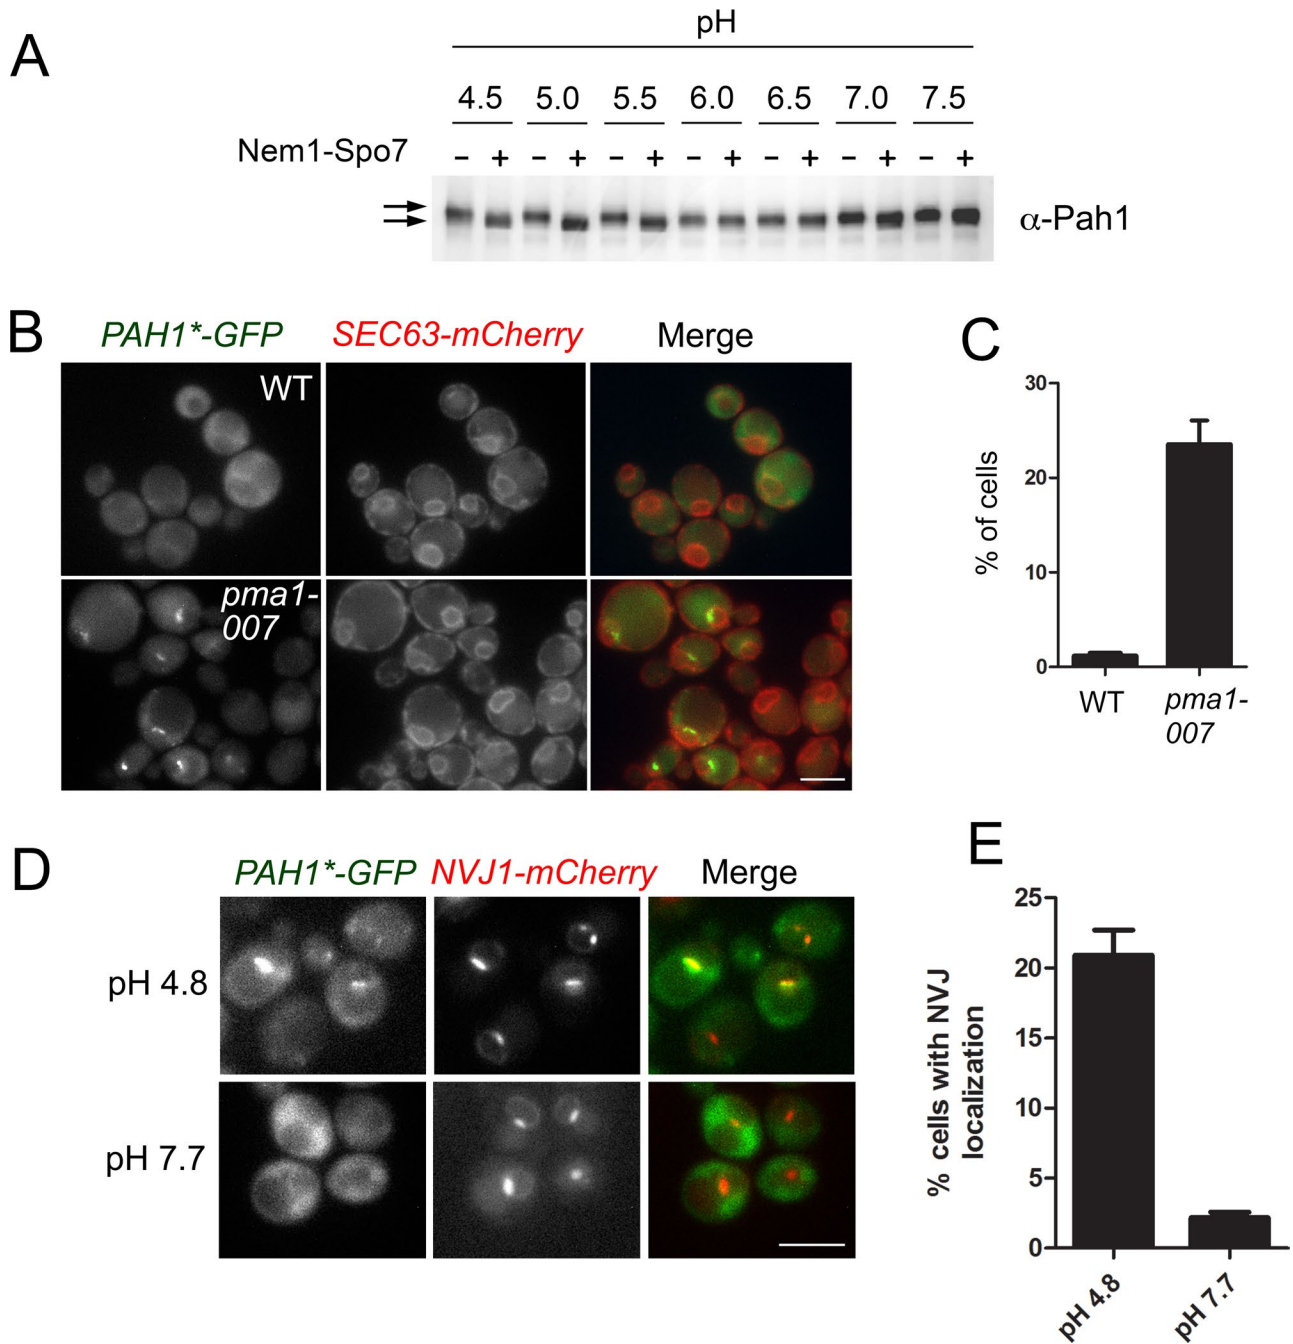 A
pH
4.5 5.0 5.5 6.0 6.5 7.0 7.5
Nem1-Spo7 – + – + – + – + – + – + – +
α-Pah1
B
PAH1*-GFP SEC63-mCherry Merge
WT
pma1-
007
C
30
20
10
0
% of cells
WT pma1-
007
D
PAH1*-GFP NVJ1-mCherry Merge
pH 4.8
pH 7.7
E
25
20
15
10
5
0
% cells with NVJ
localization
pH 4.8
pH 7.7